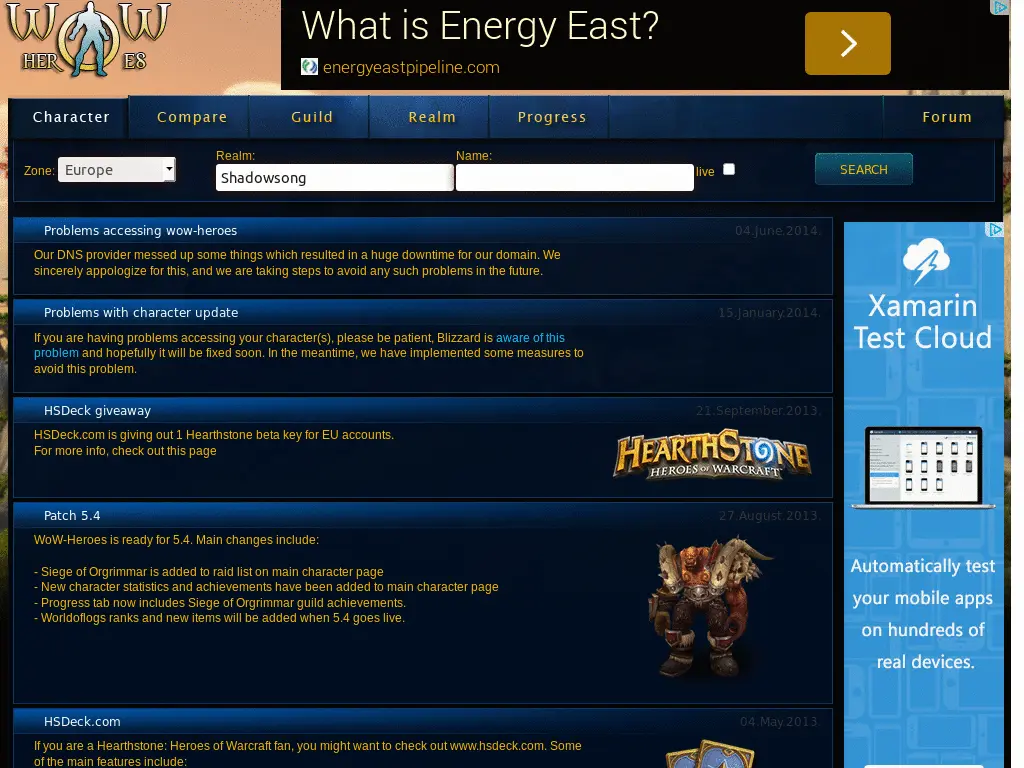 WOW
HEROES
What is Energy East?
energyeastpipeline.com
Character
Compare
Guild
Realm
Progress
Forum
Zone:
Europe
Realm:
Shadowsong
Name:
live
SEARCH
Problems accessing wow-heroes
04.June.2014.
Our DNS provider messed up some things which resulted in a huge downtime for our domain. We
sincerely appologize for this, and we are taking steps to avoid any such problems in the future.
Problems with character update
15.January.2014.
If you are having problems accessing your character(s), please be patient, Blizzard is aware of this
problem and hopefully it will be fixed soon. In the meantime, we have implemented some measures to
avoid this problem.
HSDeck giveaway
21.September.2013.
HSDeck.com is giving out 1 Hearthstone beta key for EU accounts.
For more info, check out this page
HEARTHSTONE
HEROES OF WARCRAFT
Patch 5.4
27.August.2013.
WoW-Heroes is ready for 5.4. Main changes include:
- Siege of Orgrimmar is added to raid list on main character page
- New character statistics and achievements have been added to main character page
- Progress tab now includes Siege of Orgrimmar guild achievements.
- Worldoflogs ranks and new items will be added when 5.4 goes live.
HSDeck.com
04.May.2013.
If you are a Hearthstone: Heroes of Warcraft fan, you might want to check out www.hsdeck.com. Some
of the main features include:
Xamarin
Test Cloud
Automatically test
your mobile apps
on hundreds of
real devices.